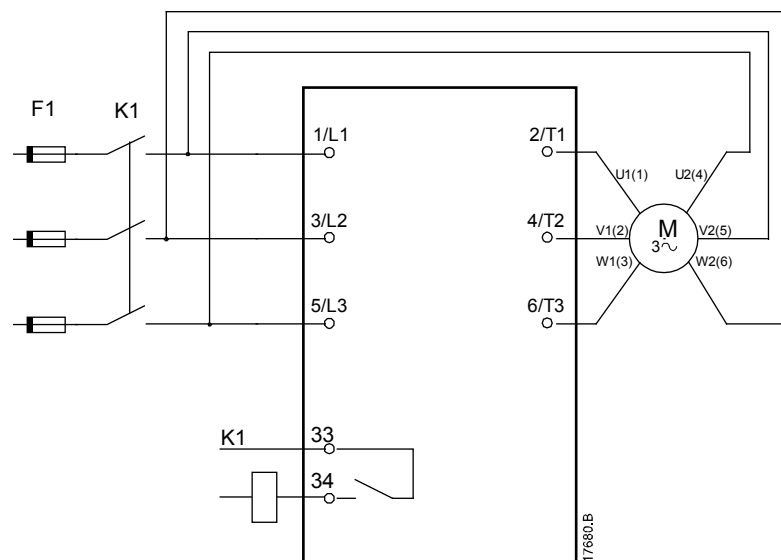 F1
K1
1/L1
2/T1
U1(1)
U2(4)
3/L2
4/T2
V1(2)
M
3
V2(5)
W1(3)
W2(6)
5/L3
6/T3
K1
33
34
17680.B